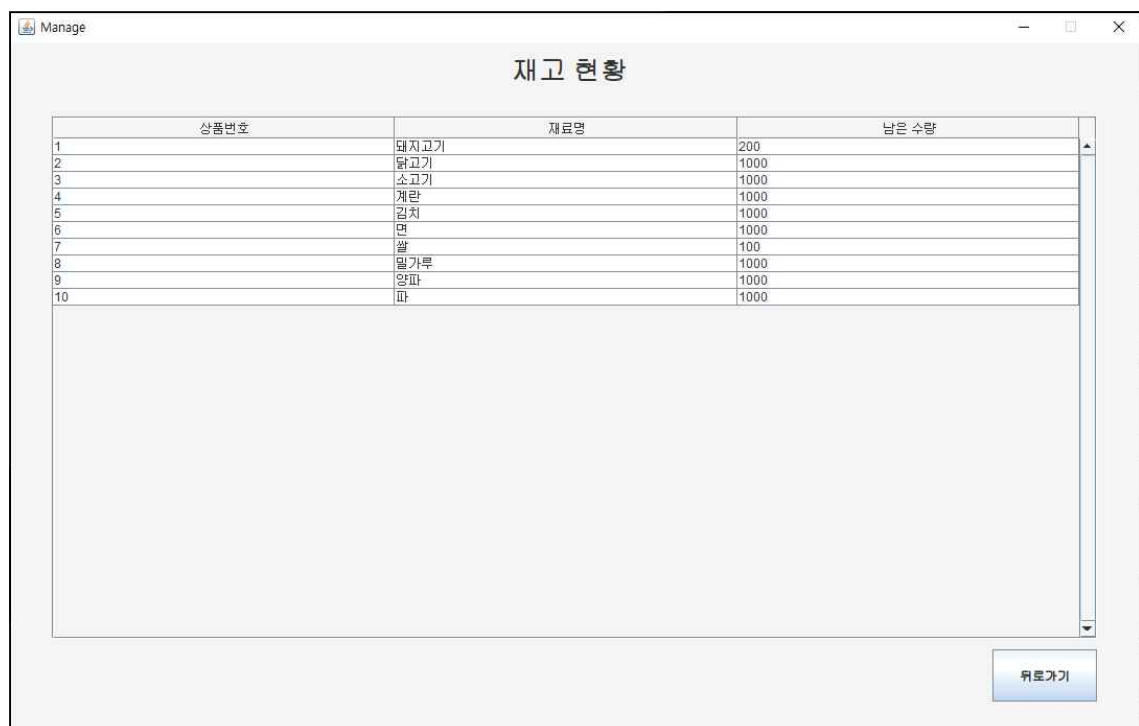 Manage
재고 현황
상품번호 재료명 남은 수량
1 돼지고기 200
2 닭고기 1000
3 소고기 1000
4 계란 1000
5 김치 1000
6 면 1000
7 쌀 100
8 밀가루 1000
9 양파 1000
10 파 1000
뒤로가기